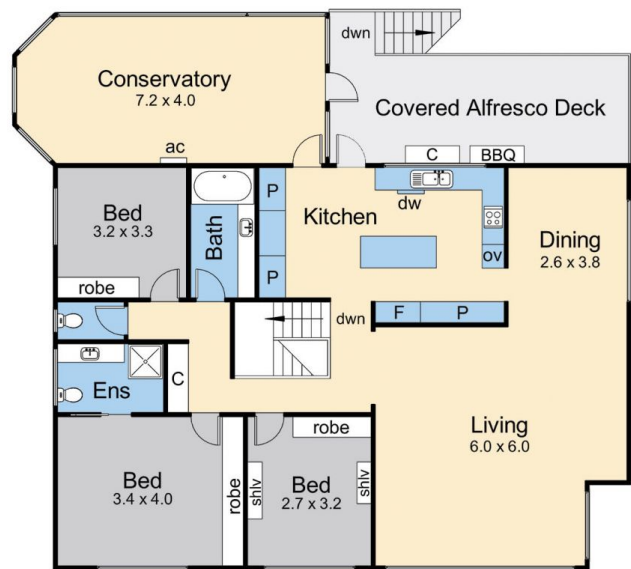 dwn
Conservatory
7.2 x 4.0
Covered Alfresco Deck
ac
C
BBQ
Bed
3.2 x 3.3
P
Bath
Kitchen
dw
Dining
2.6 x 3.8
ov
robe
P
F
P
dwn
Ens
C
Living
6.0 x 6.0
robe
Bed
3.4 x 4.0
robe
shlv
Bed
2.7 x 3.2
shlv